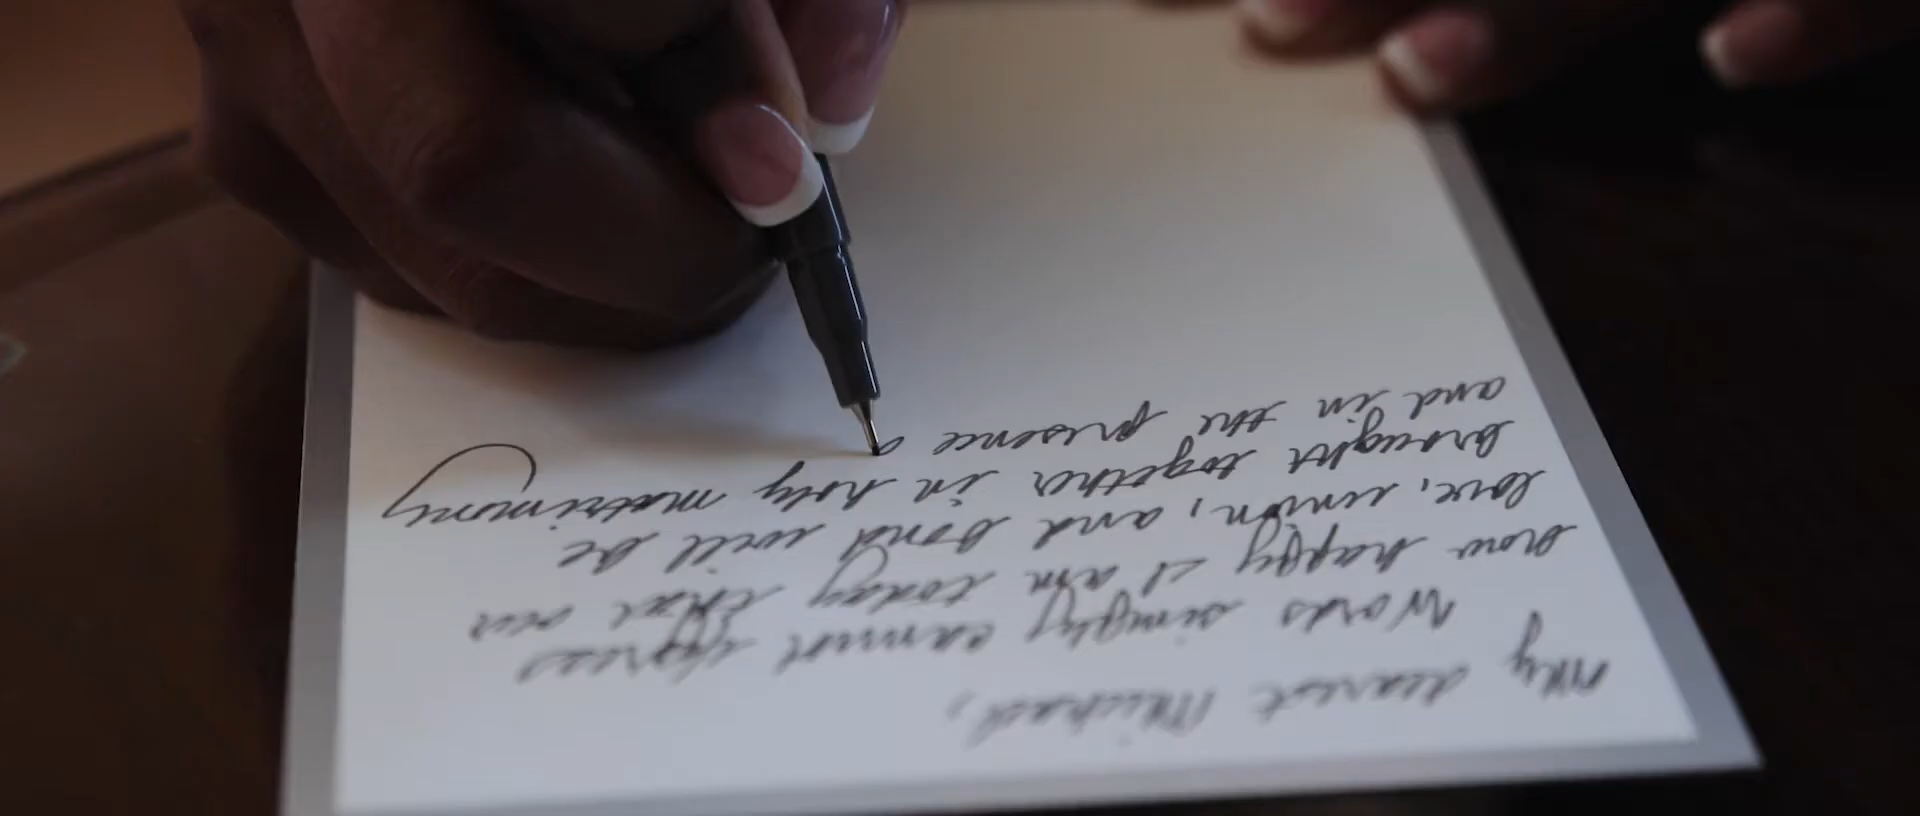 My dearest Michael,
Words simply cannot express
how happy I am today that our
love, union, and bond will be
brought together in holy matrimony
and in the presence o